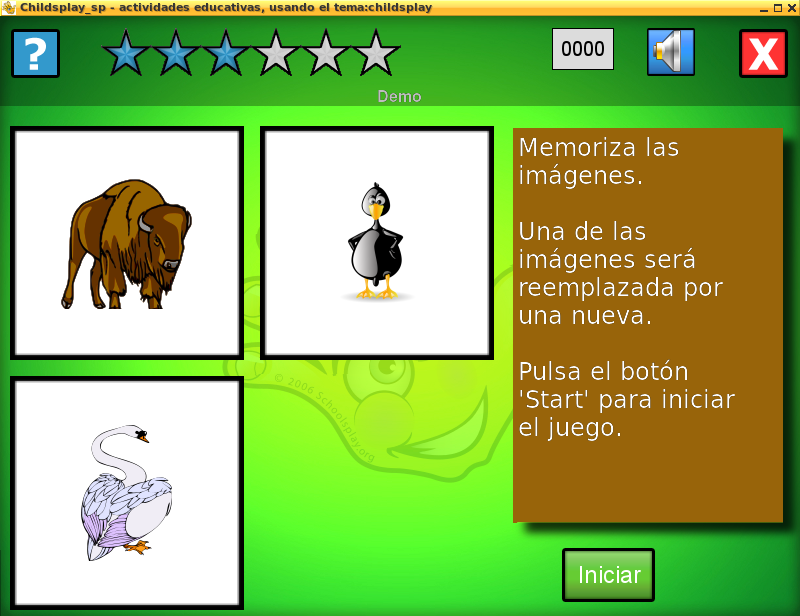 Childsplay_sp - actividades educativas, usando el tema:childsplay
?
0000
X
Demo
Memoriza las
imágenes.
Una de las
imágenes será
reemplazada por
una nueva.
Pulsa el botón
'Start' para iniciar
el juego.
© 2006 Schoolsplay.org
Iniciar